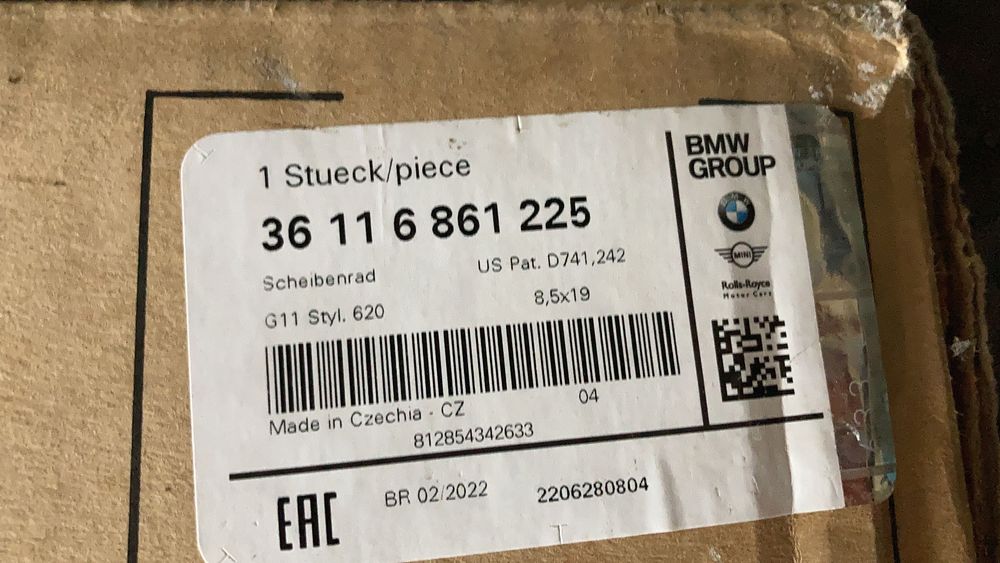 1 Stueck/piece
36 11 6 861 225
Scheibenrad
US Pat. D741,242
G11 Styl. 620
8,5x19
Made in Czechia - CZ
04
812854342633
EAC
BR 02/2022
2206280804
BMW
GROUP
MINI
Rolls-Royce
Motor Cars